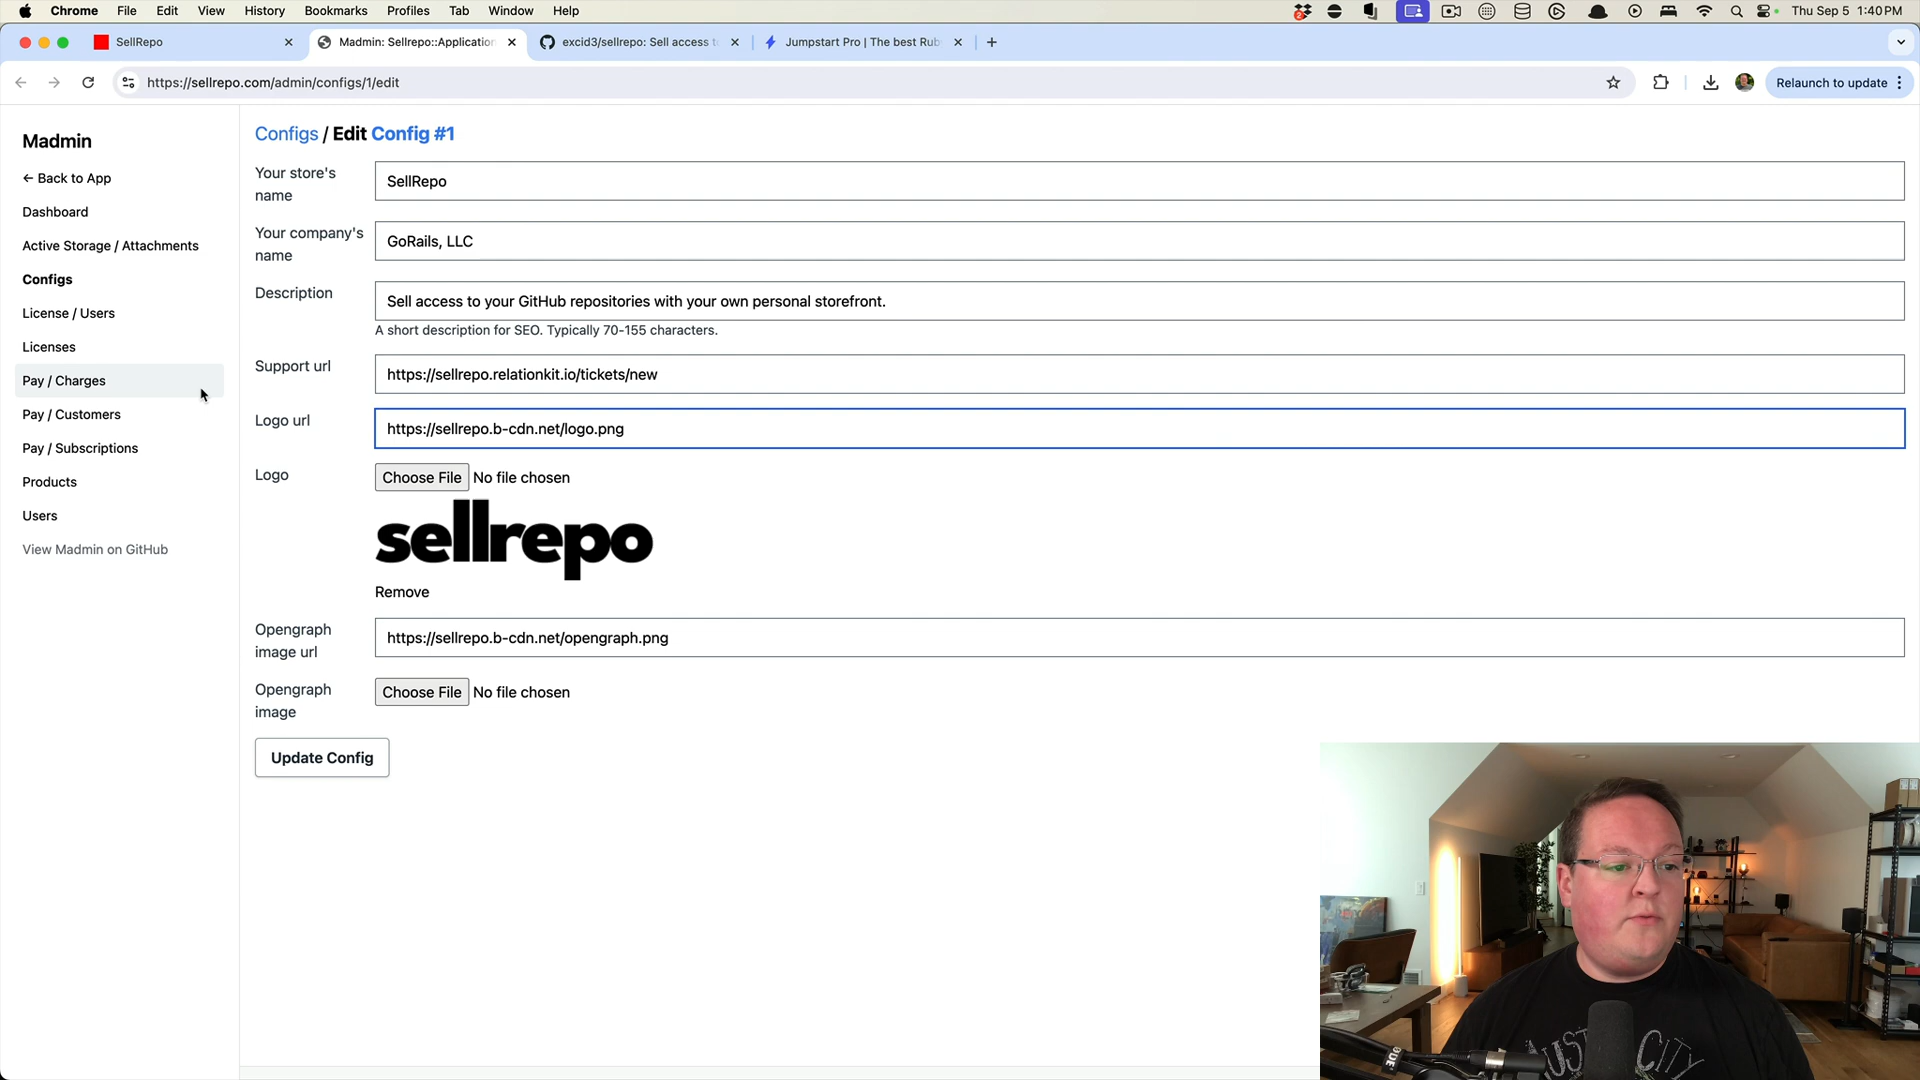 Chrome File Edit View History Bookmarks Profiles Tab Window Help Thu Sep 5 1:40 PM
SellRepo Madmin: Sellrepo::Application excid3/sellrepo: Sell access to Jumpstart Pro | The best Rub
https://sellrepo.com/admin/configs/1/edit Relaunch to update
Madmin
← Back to App
Dashboard
Active Storage / Attachments
Configs
License / Users
Licenses
Pay / Charges
Pay / Customers
Pay / Subscriptions
Products
Users
View Madmin on GitHub
Configs / Edit Config #1
Your store's
name
SellRepo
Your company's
name
GoRails, LLC
Description
Sell access to your GitHub repositories with your own personal storefront.
A short description for SEO. Typically 70-155 characters.
Support url
https://sellrepo.relationkit.io/tickets/new
Logo url
https://sellrepo.b-cdn.net/logo.png
Logo
Choose File No file chosen
sellrepo
Remove
Opengraph
image url
https://sellrepo.b-cdn.net/opengraph.png
Opengraph
image
Choose File No file chosen
Update Config
CITY